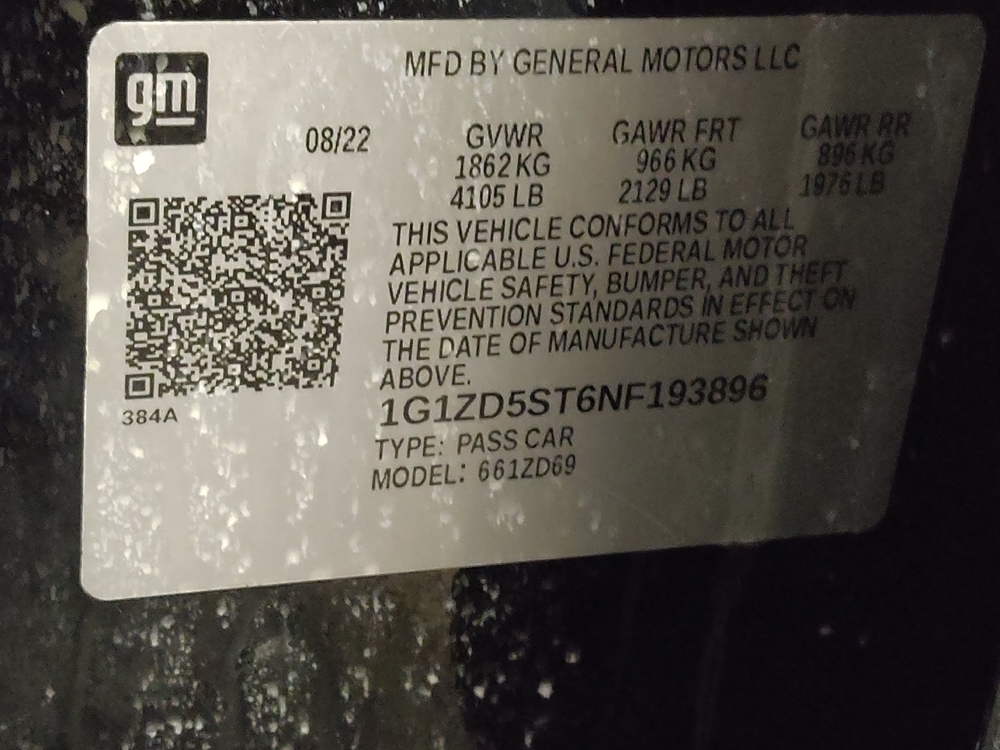 gm
MFD BY GENERAL MOTORS LLC
08/22 GVWR GAWR FRT GAWR RR
1862 KG 966 KG 896 KG
4105 LB 2129 LB 1976 LB
THIS VEHICLE CONFORMS TO ALL
APPLICABLE U.S. FEDERAL MOTOR
VEHICLE SAFETY, BUMPER, AND THEFT
PREVENTION STANDARDS IN EFFECT ON
THE DATE OF MANUFACTURE SHOWN
ABOVE.
384A
1G1ZD5ST6NF193896
TYPE: PASS CAR
MODEL: 661ZD69